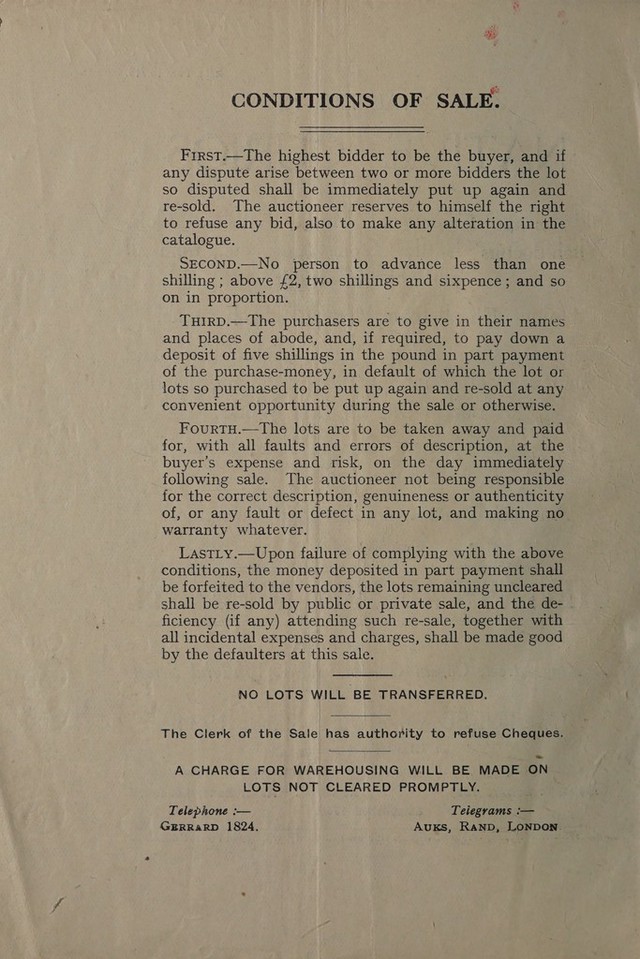 CONDITIONS OF SALE.
First.—The highest bidder to be the buyer, and if
any dispute arise between two or more bidders the lot
so disputed shall be immediately put up again and
re-sold. The auctioneer reserves to himself the right
to refuse any bid, also to make any alteration in the
catalogue.
Second.—No person to advance less than one
shilling; above £2, two shillings and sixpence; and so
on in proportion.
Third.—The purchasers are to give in their names
and places of abode, and, if required, to pay down a
deposit of five shillings in the pound in part payment
of the purchase-money, in default of which the lot or
lots so purchased to be put up again and re-sold at any
convenient opportunity during the sale or otherwise.
Fourth.—The lots are to be taken away and paid
for, with all faults and errors of description, at the
buyer's expense and risk, on the day immediately
following sale. The auctioneer not being responsible
for the correct description, genuineness or authenticity
of, or any fault or defect in any lot, and making no
warranty whatever.
Lastly.—Upon failure of complying with the above
conditions, the money deposited in part payment shall
be forfeited to the vendors, the lots remaining uncleared
shall be re-sold by public or private sale, and the de-
ficiency (if any) attending such re-sale, together with
all incidental expenses and charges, shall be made good
by the defaulters at this sale.
NO LOTS WILL BE TRANSFERRED.
The Clerk of the Sale has authority to refuse Cheques.
A CHARGE FOR WAREHOUSING WILL BE MADE ON
LOTS NOT CLEARED PROMPTLY.
Telephone :— Telegrams :—
Gerrard 1824. Auks, Rand, London